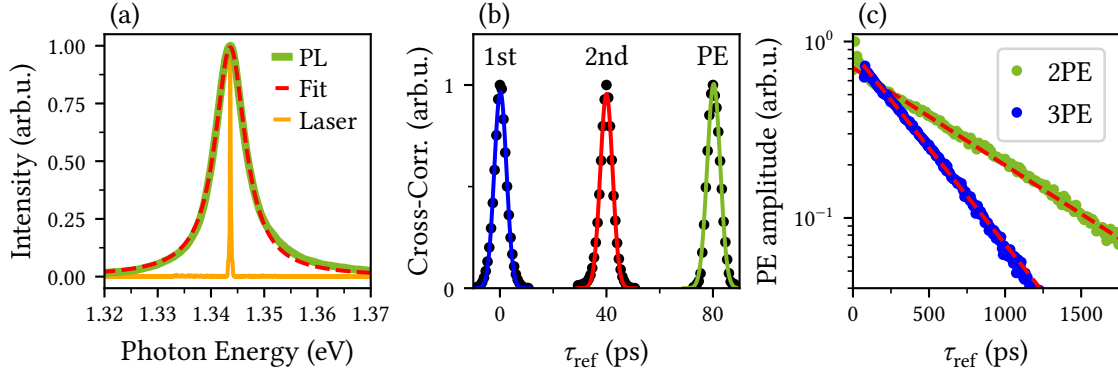 (a)
(b)
(c)
Intensity (arb.u.)
1.00
0.75
0.50
0.25
0.00
PL
Fit
Laser
1.32
1.33
1.34
1.35
1.36
1.37
Photon Energy (eV)
Cross-Corr. (arb.u.)
1
0
1st
2nd
PE
0
40
80
τref (ps)
PE amplitude (arb.u.)
10⁰
10⁻¹
2PE
3PE
0
500
1000
1500
τref (ps)